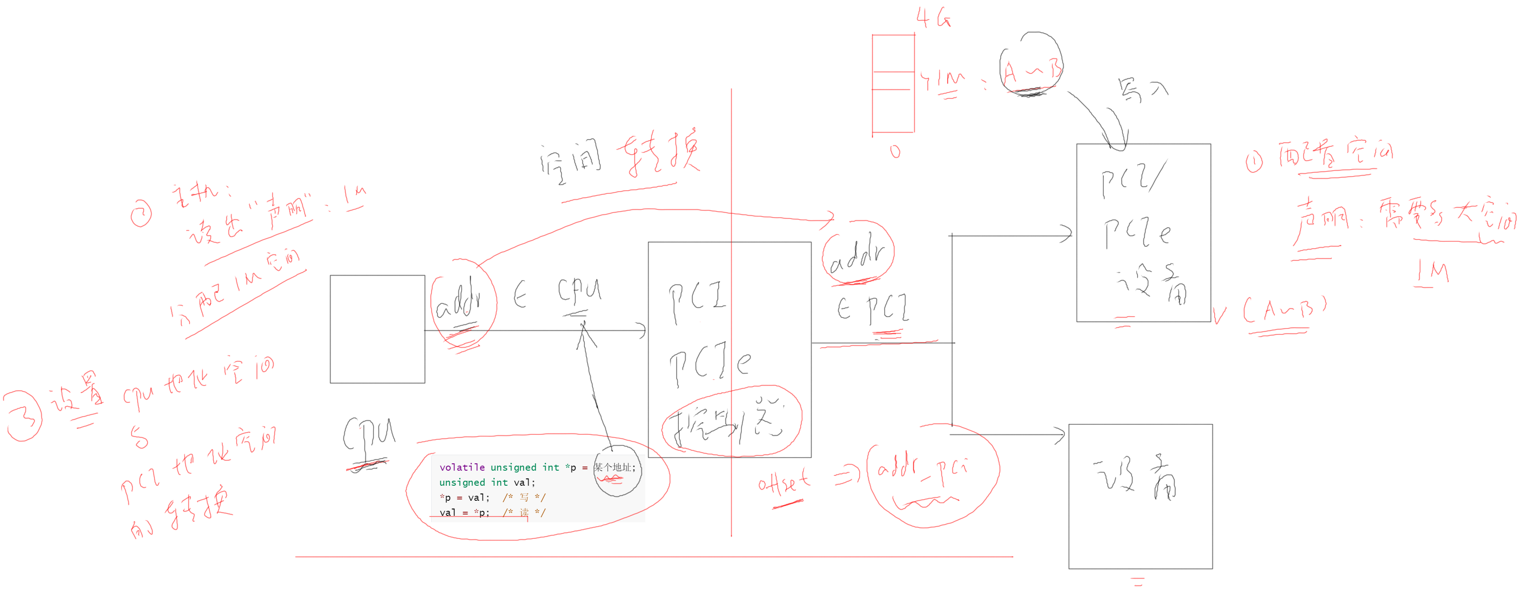 4G
1M : A~B
0
写入
空间 转换
② 主机:
读出"声明": 1M
分配1M空间
③ 设置 CPU地址空间
与
PCI地址空间
的转换
addr ∈ CPU
CPU
PCI
PCIe
控制器
addr
∈ PCI
offset => addr_pci
PCI/
PCIe
设备
① 配置空间
声明: 需要多大空间
1M
√ (A~B)
设备
volatile unsigned int *p = 某个地址;
unsigned int val;
*p = val; /* 写 */
val = *p; /* 读 */